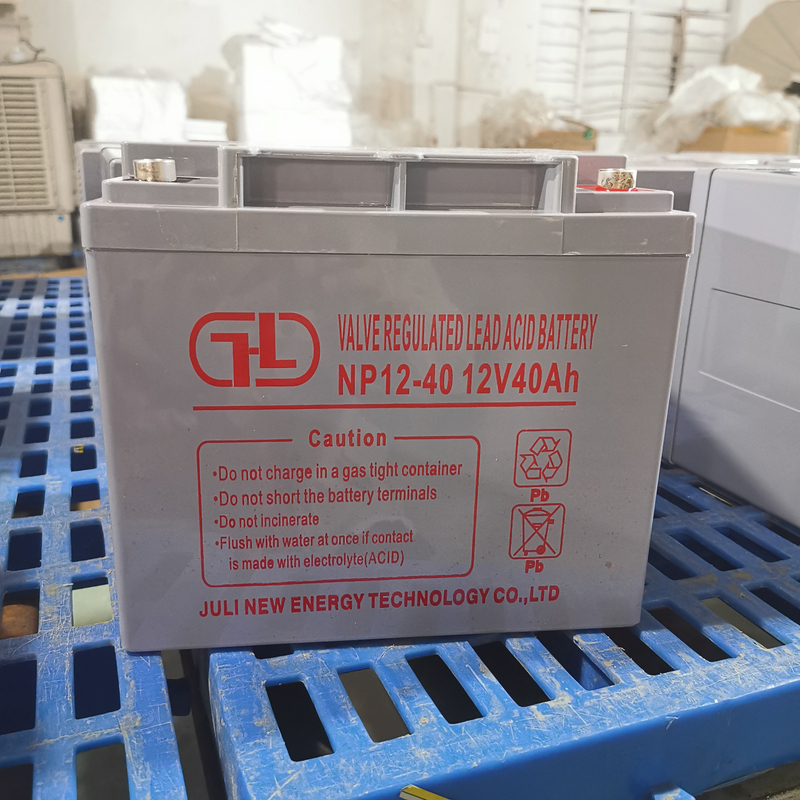 VALVE REGULATED LEAD ACID BATTERY
NP12-40 12V40Ah
Caution
•Do not charge in a gas tight container
•Do not short the battery terminals
•Do not incinerate
•Flush with water at once if contact
is made with electrolyte(ACID)
Pb
Pb
JULI NEW ENERGY TECHNOLOGY CO.,LTD